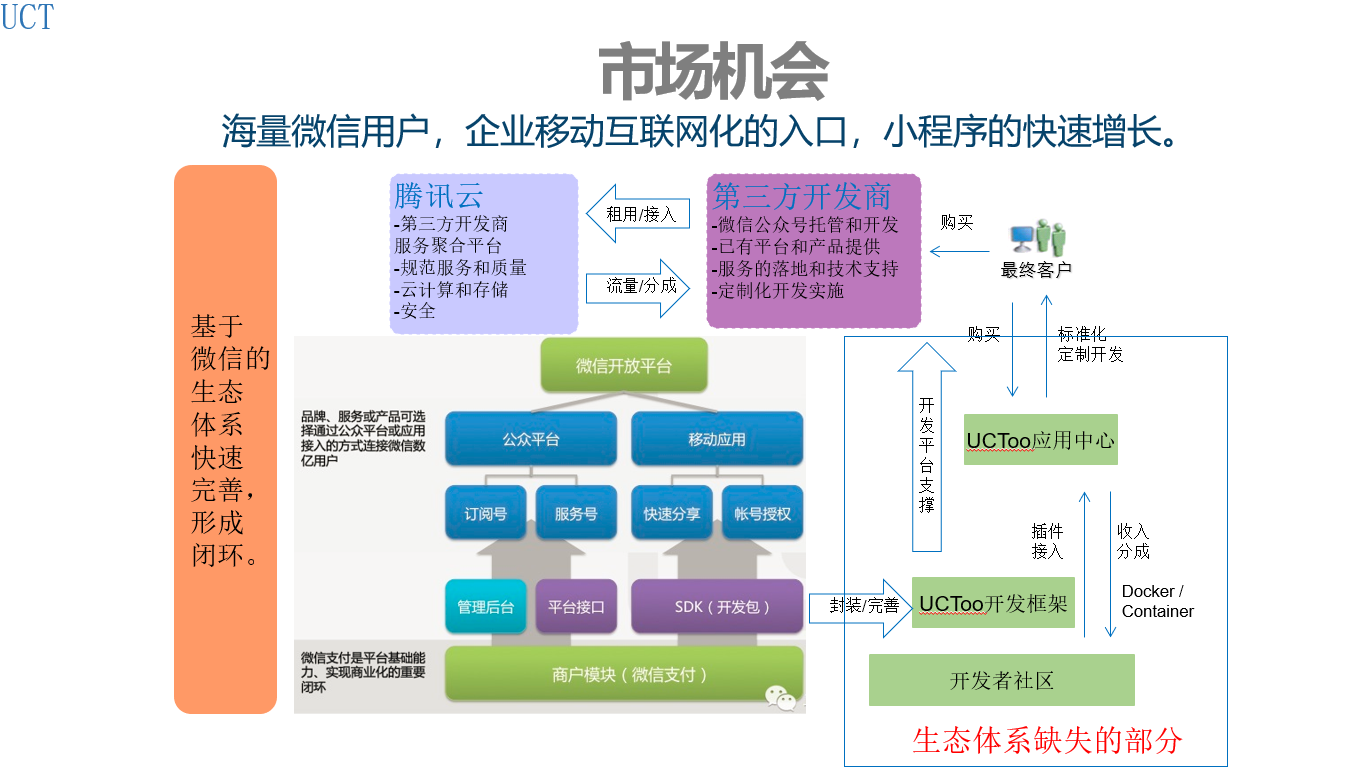 UCT
市场机会
海量微信用户，企业移动互联网化的入口，小程序的快速增长。
基于
微信的
生态
体系
快速
完善，
形成
闭环。
腾讯云
-第三方开发商
服务聚合平台
-规范服务和质量
-云计算和存储
-安全
租用/接入
流量/分成
第三方开发商
-微信公众号托管和开发
-已有平台和产品提供
-服务的落地和技术支持
-定制化开发实施
购买
最终客户
购买
标准化
定制开发
微信开放平台
品牌、服务或产品可选
择通过公众平台或应用
接入的方式连接微信数
亿用户
公众平台
移动应用
订阅号
服务号
快速分享
帐号授权
管理后台
平台接口
SDK（开发包）
微信支付是平台基础能
力、实现商业化的重要
闭环
商户模块（微信支付）
封装/完善
开
发
平
台
支
撑
UCToo应用中心
插件
接入
收入
分成
Docker /
Container
UCToo开发框架
开发者社区
生态体系缺失的部分